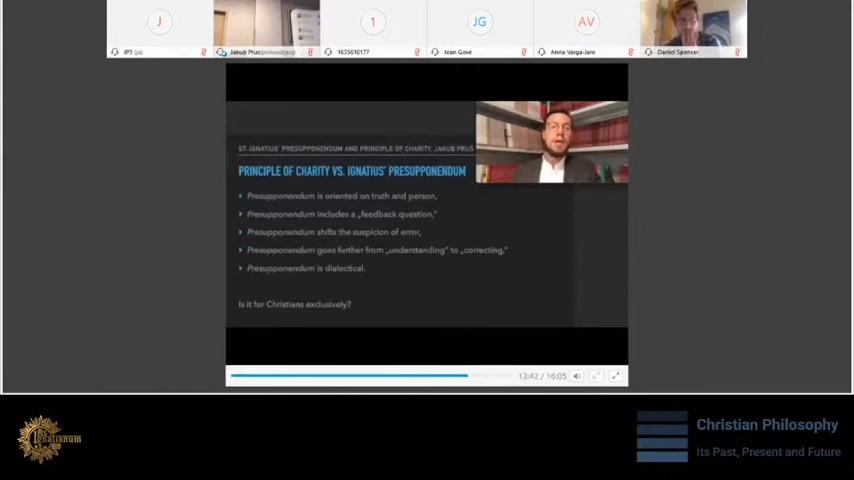 J
1
JG
AV
Jakub Prus
1635610177
Jean Gové
Anna Varga-Jani
Daniel Spencer
ST. IGNATIUS' PRESUPPONENDUM AND PRINCIPLE OF CHARITY. JAKUB PRUS
PRINCIPLE OF CHARITY VS. IGNATIUS' PRESUPPONENDUM
Presupponendum is oriented on truth and person,
Presupponendum includes a „feedback question,"
Presupponendum shifts the suspicion of error,
Presupponendum goes further from „understanding" to „correcting,"
Presupponendum is dialectical.
Is it for Christians exclusively?
13:42 / 16:05
Ignatianum
Christian Philosophy
Its Past, Present and Future